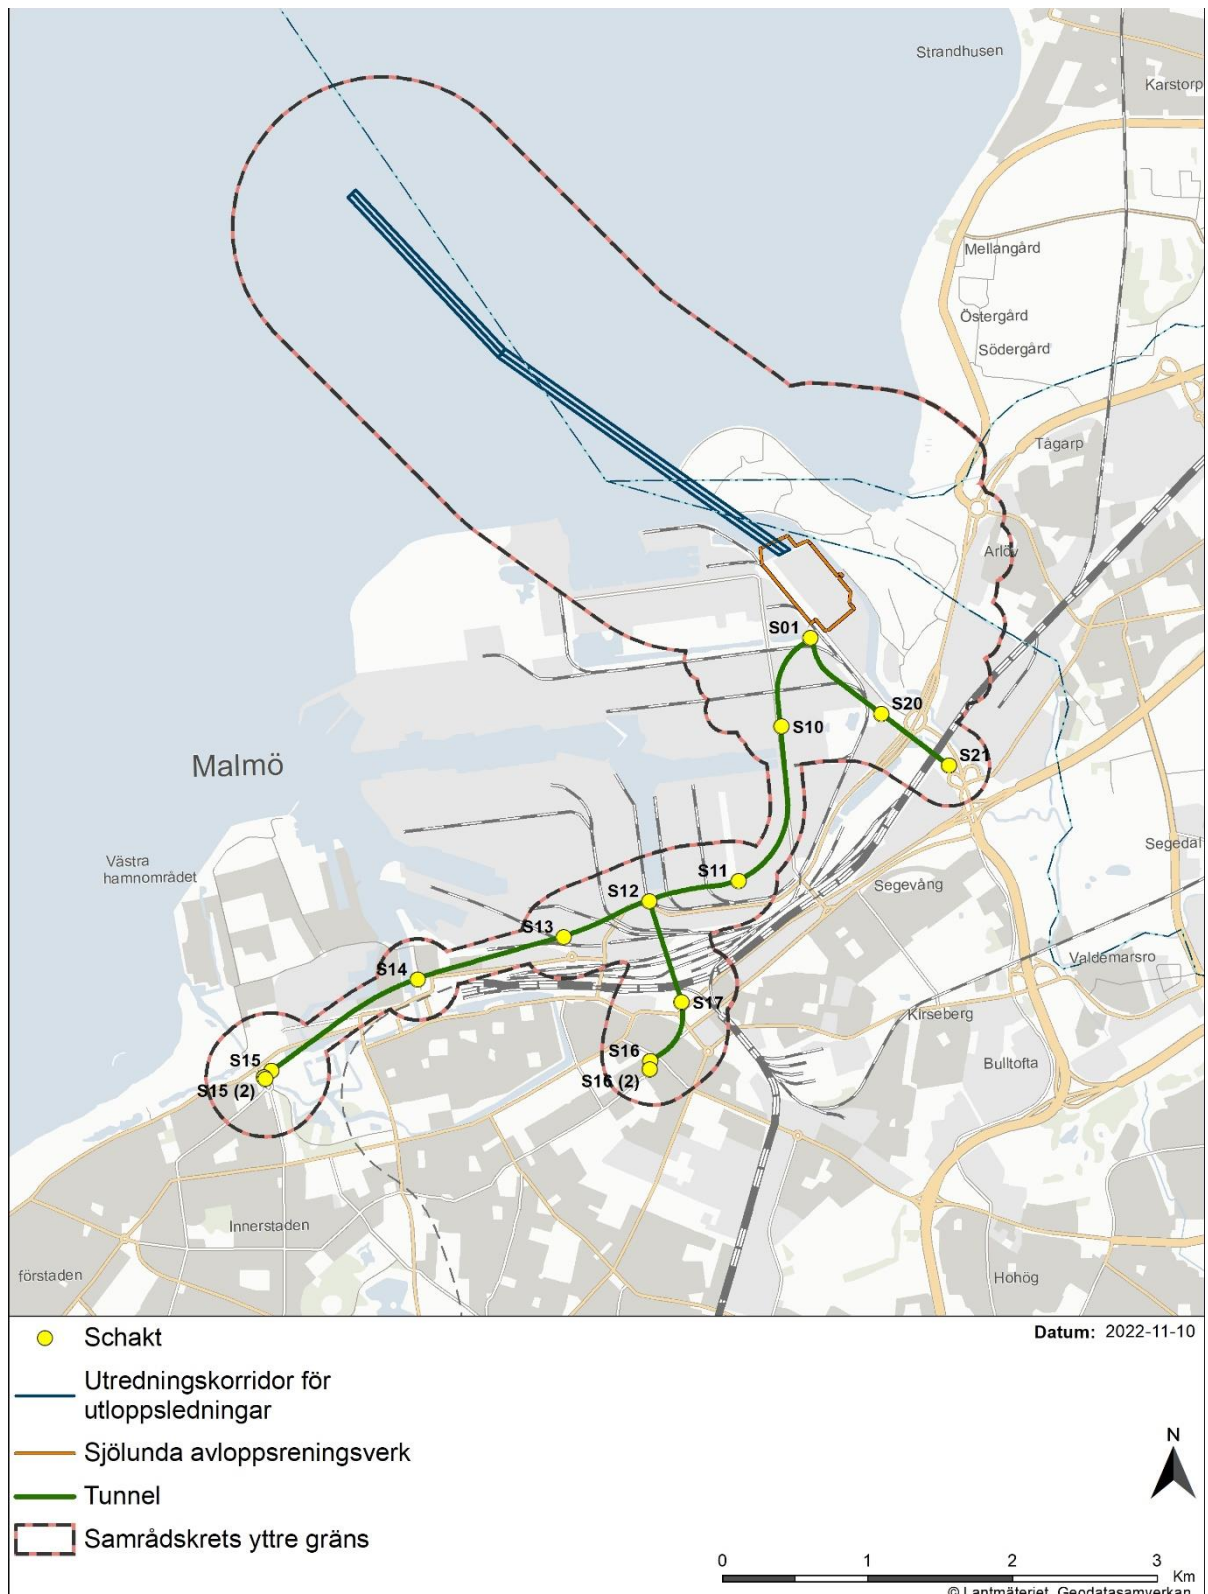 Strandhusen
Karstorp
Mellangård
Östergård
Södergård
Tågarp
Arlöv
S01
S20
S10
S21
Malmö
Västra
hamnområdet
Segedal
S11
Segevång
S12
S13
Valdemarsro
S14
S17
Kirseberg
S15
S16
Bulltofta
S15 (2)
S16 (2)
Innerstaden
förstaden
Hohög
Schakt
Datum: 2022-11-10
Utredningskorridor för
utloppsledningar
N
Sjölunda avloppsreningsverk
Tunnel
Samrådskrets yttre gräns
0 1 2 3
Km
© Lantmäteriet, Geodatasamverkan